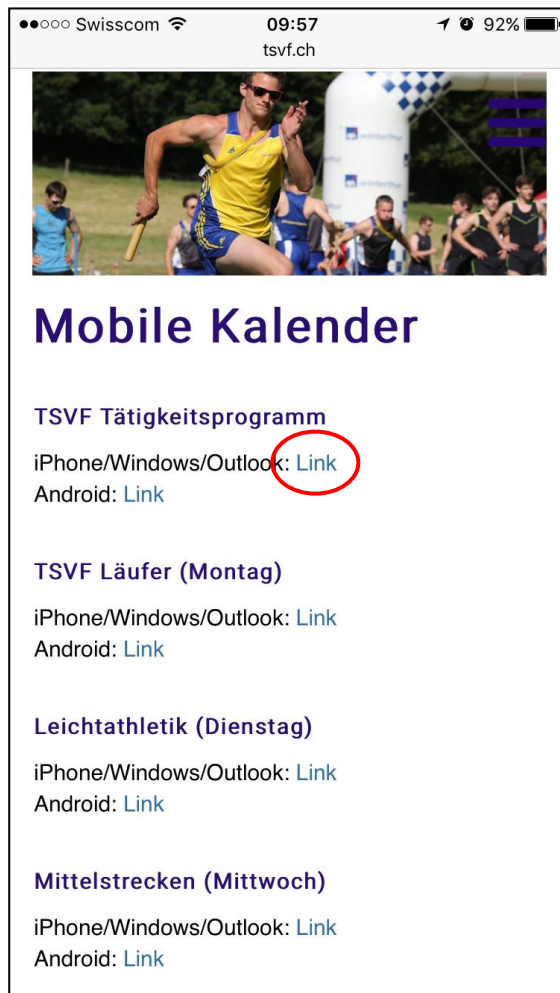 Swisscom 09:57 92%
tsvf.ch
winterthur
winterthur
Mobile Kalender
TSVF Tätigkeitsprogramm
iPhone/Windows/Outlook: Link
Android: Link
TSVF Läufer (Montag)
iPhone/Windows/Outlook: Link
Android: Link
Leichtathletik (Dienstag)
iPhone/Windows/Outlook: Link
Android: Link
Mittelstrecken (Mittwoch)
iPhone/Windows/Outlook: Link
Android: Link